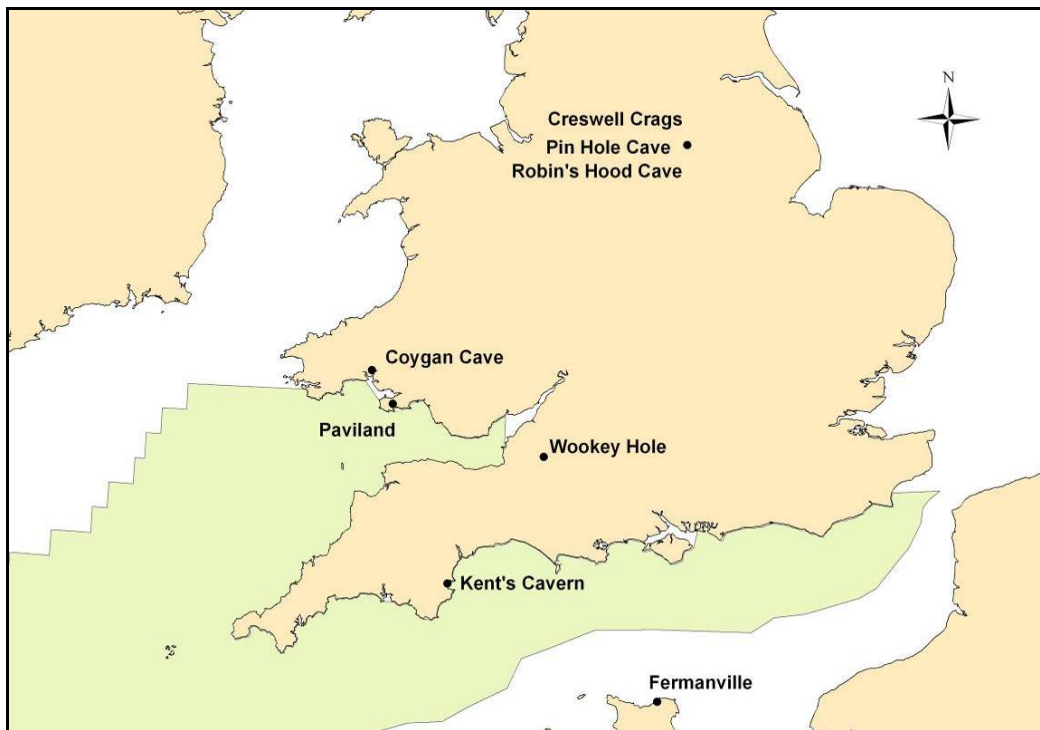 N
Creswell Crags
Pin Hole Cave
Robin's Hood Cave
Coygan Cave
Paviland
Wookey Hole
Kent's Cavern
Fermanville